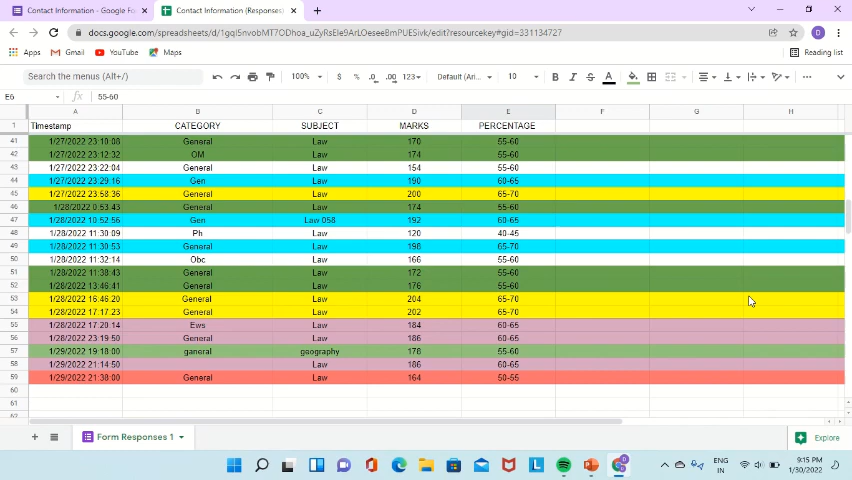 Contact Information - Google Fo
Contact Information (Responses)
docs.google.com/spreadsheets/d/
/edit?resourcekey#gid=331134727
Apps Gmail YouTube Maps Reading list
Search the menus (Alt+/) 100% $ % .0 .00 123 Default (Ari... 10 B I S A
E6 fx 55-60
A B C D E F G H
1 Timestamp CATEGORY SUBJECT MARKS PERCENTAGE
41 1/27/2022 23:10:08 General Law 170 55-60
42 1/27/2022 23:12:32 OM Law 174 55-60
43 1/27/2022 23:22:04 General Law 154 55-60
44 1/27/2022 23:29:16 Gen Law 190 60-65
45 1/27/2022 23:58:36 General Law 200 65-70
46 1/28/2022 0:53:43 General Law 174 55-60
47 1/28/2022 10:52:56 Gen Law 058 192 60-65
48 1/28/2022 11:30:09 Ph Law 120 40-45
49 1/28/2022 11:30:53 General Law 198 65-70
50 1/28/2022 11:32:14 Obc Law 166 55-60
51 1/28/2022 11:38:43 General Law 172 55-60
52 1/28/2022 13:46:41 General Law 176 55-60
53 1/28/2022 16:46:20 General Law 204 65-70
54 1/28/2022 17:17:23 General Law 202 65-70
55 1/28/2022 17:20:14 Ews Law 184 60-65
56 1/28/2022 23:19:50 General Law 186 60-65
57 1/29/2022 19:18:00 ganeral geography 178 55-60
58 1/29/2022 21:14:50 Law 186 60-65
59 1/29/2022 21:38:00 General Law 164 50-55
60
61
62
Form Responses 1 Explore
ENG
IN
9:15 PM
1/30/2022